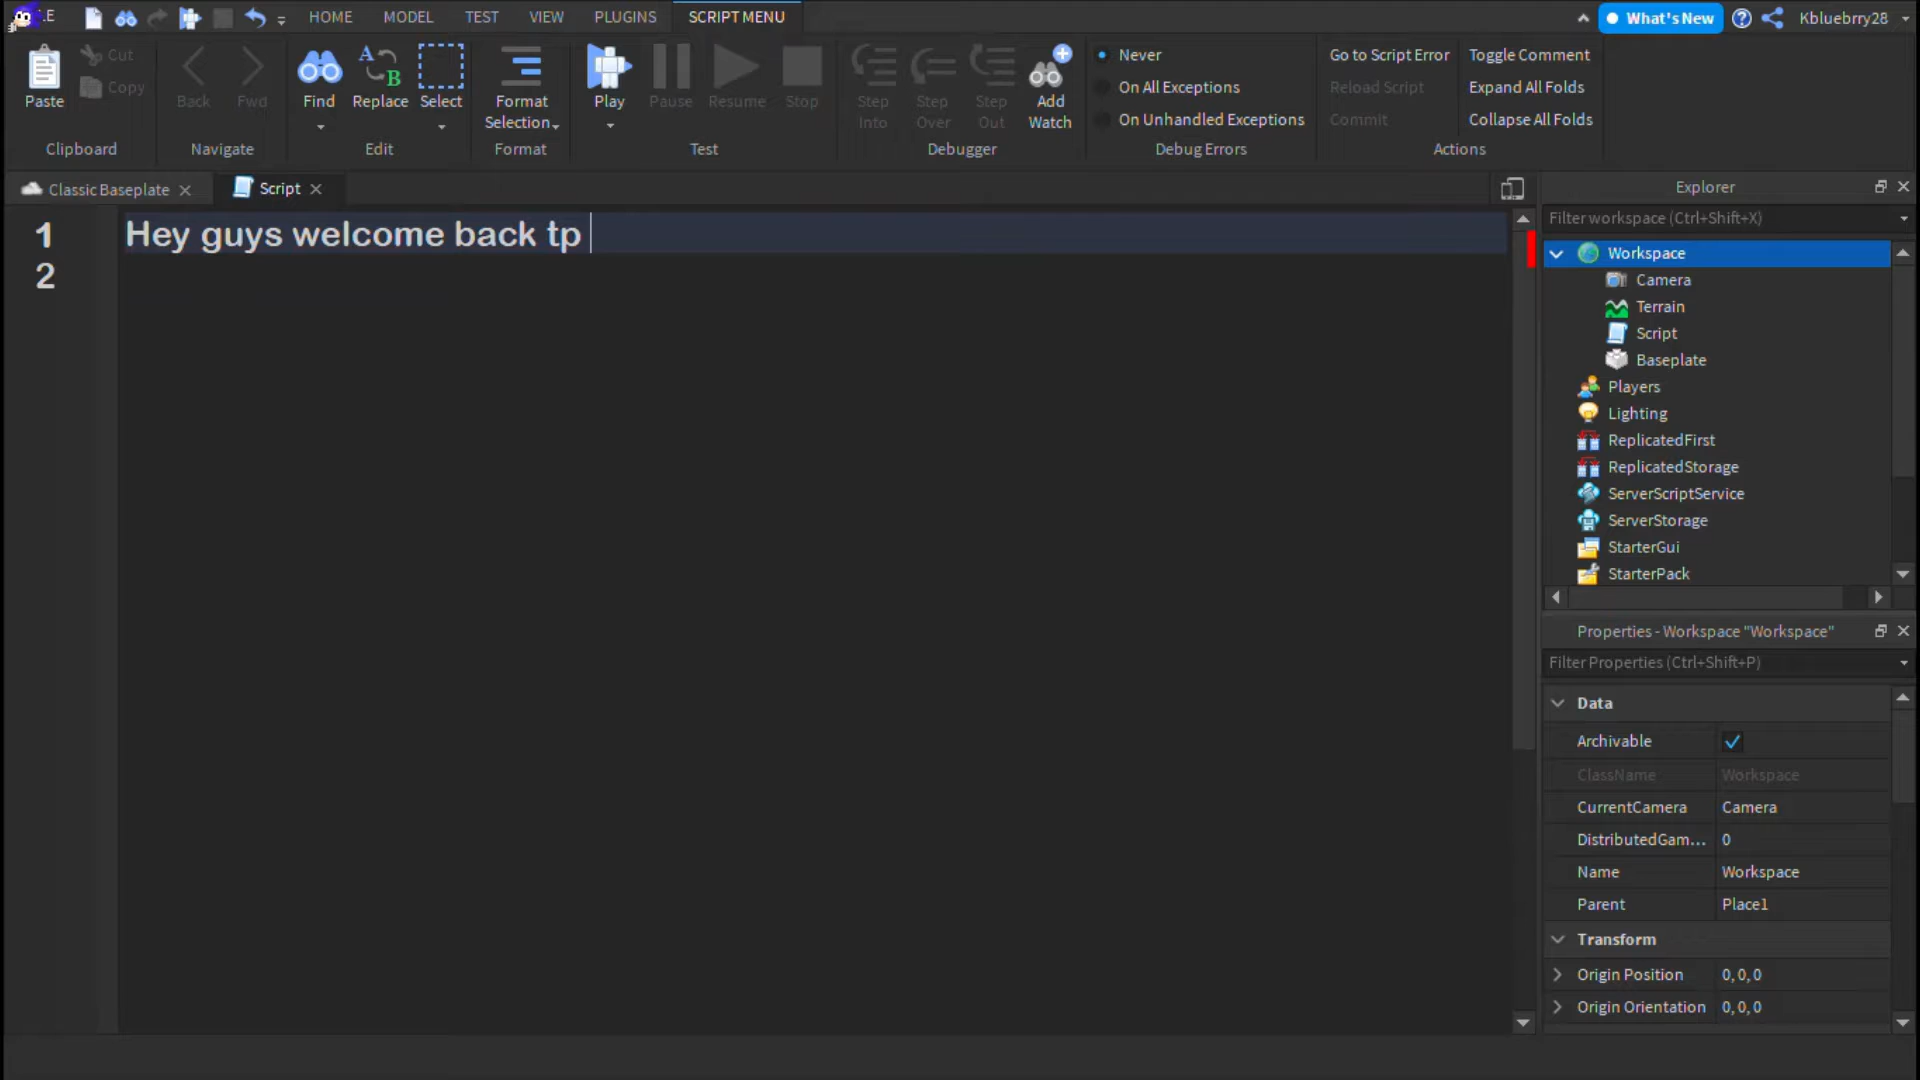 LE
HOME
MODEL
TEST
VIEW
PLUGINS
SCRIPT MENU
What's New
Kbluebrry28
Paste
Cut
Copy
Clipboard
Back
Fwd
Navigate
Find
Replace
Select
Edit
Format
Selection
Format
Play
Pause
Resume
Stop
Test
Step
Into
Step
Over
Step
Out
Add
Watch
Debugger
Never
On All Exceptions
On Unhandled Exceptions
Debug Errors
Go to Script Error
Reload Script
Commit
Toggle Comment
Expand All Folds
Collapse All Folds
Actions
Classic Baseplate
Script
1
Hey guys welcome back tp
2
Explorer
Filter workspace (Ctrl+Shift+X)
Workspace
Camera
Terrain
Script
Baseplate
Players
Lighting
ReplicatedFirst
ReplicatedStorage
ServerScriptService
ServerStorage
StarterGui
StarterPack
Properties - Workspace "Workspace"
Filter Properties (Ctrl+Shift+P)
Data
Archivable
ClassName Workspace
CurrentCamera Camera
DistributedGam... 0
Name Workspace
Parent Place1
Transform
Origin Position 0, 0, 0
Origin Orientation 0, 0, 0